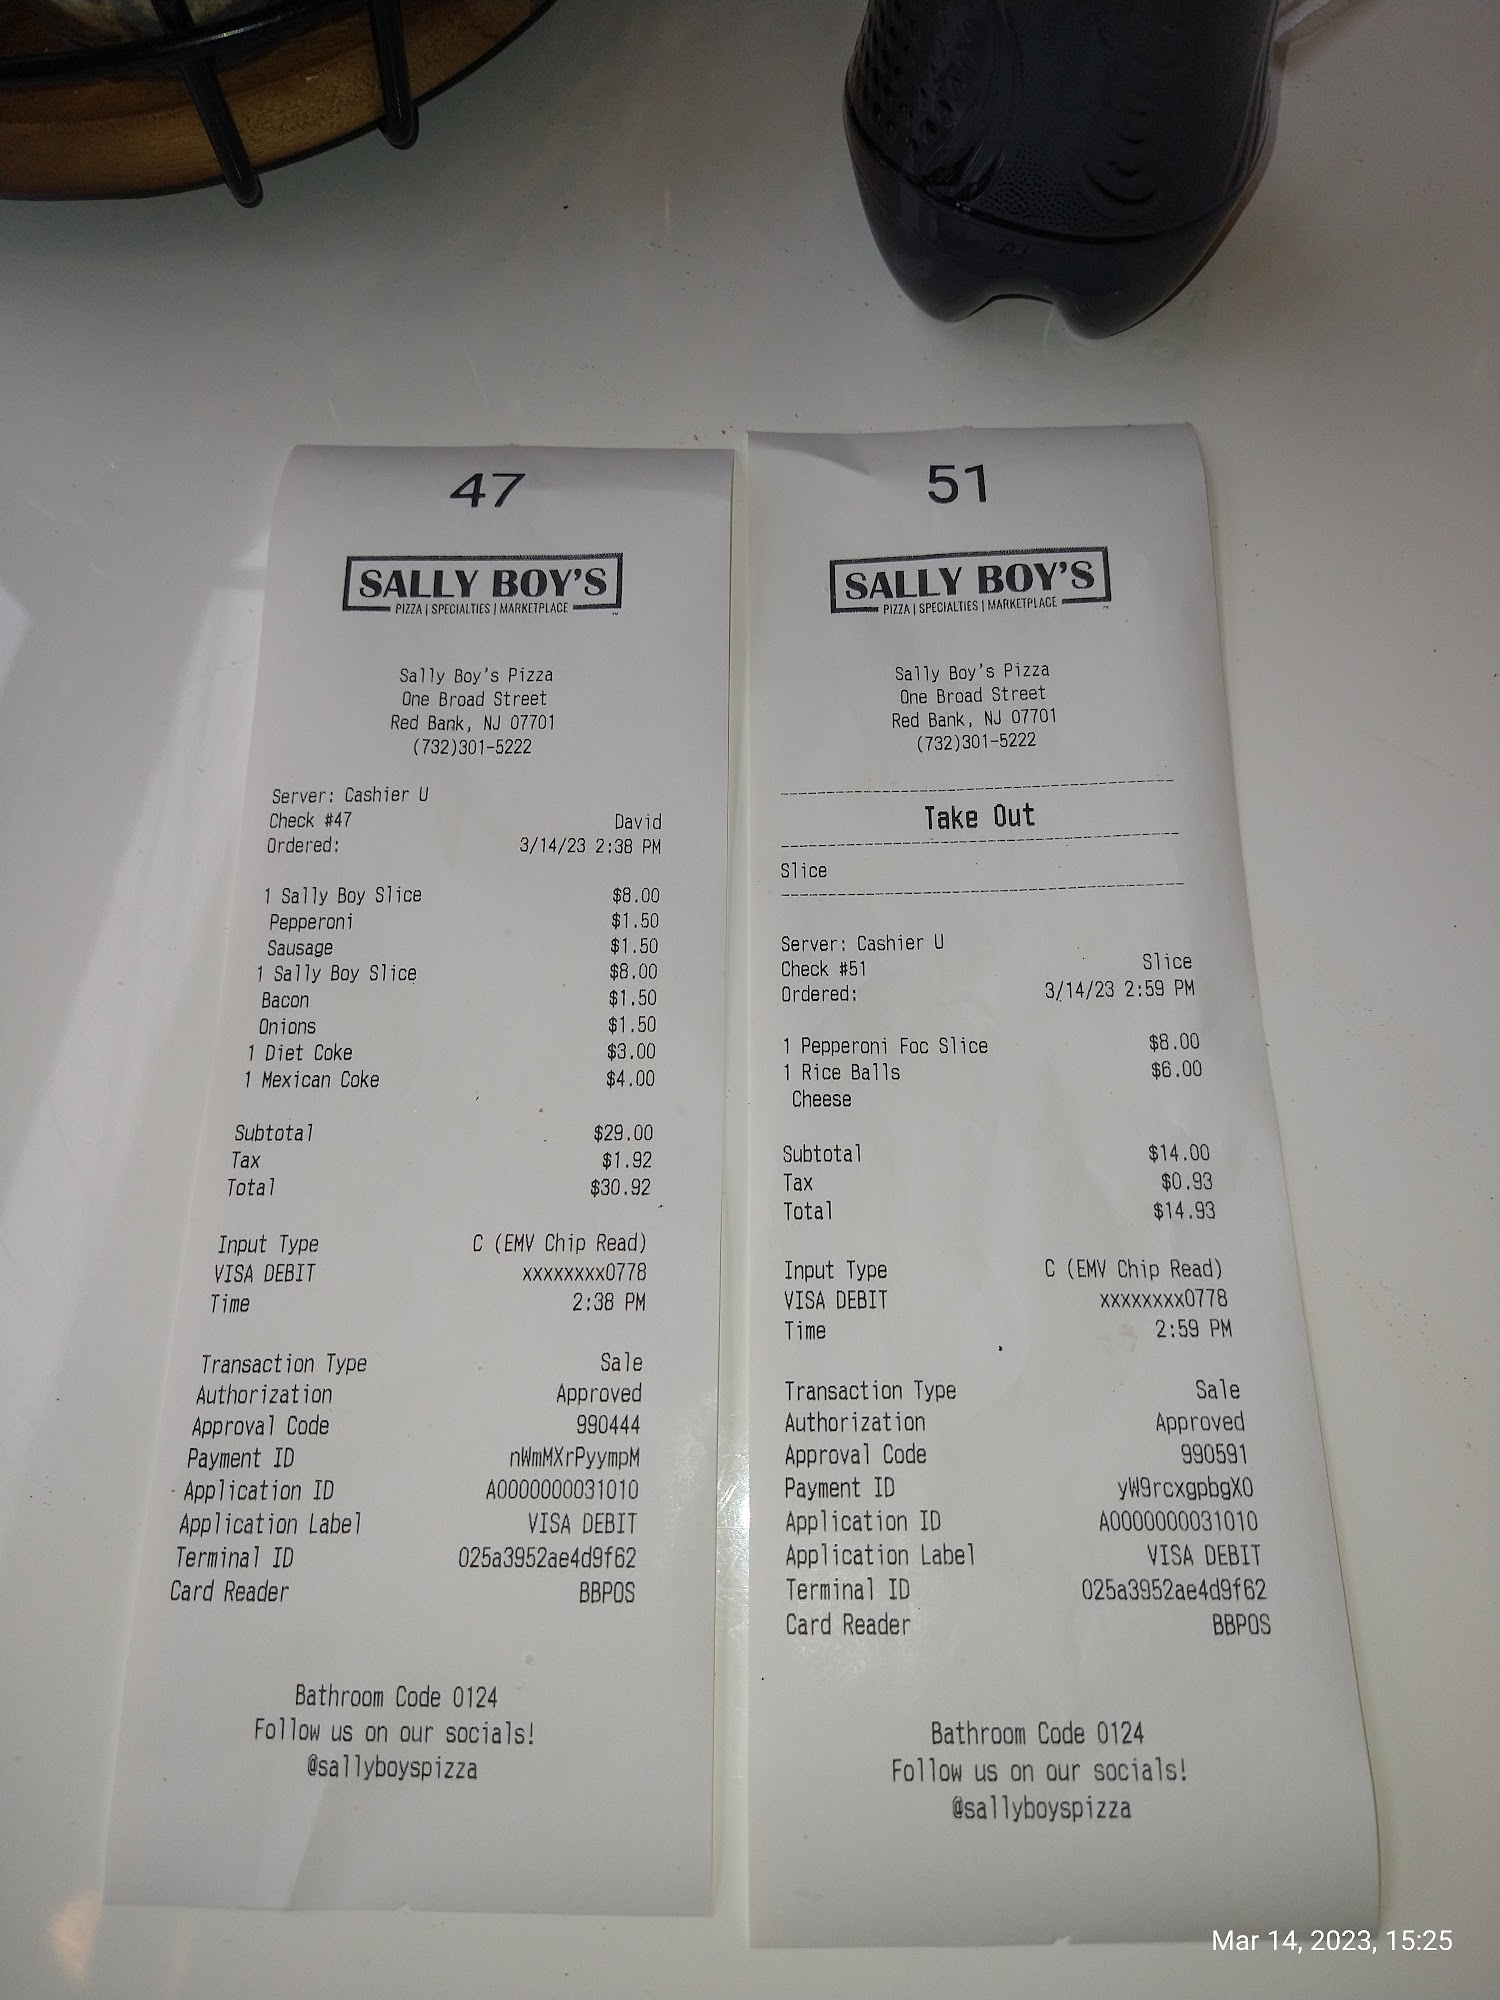 47
SALLY BOY'S
PIZZA | SPECIALTIES | MARKETPLACE
Sally Boy's Pizza
One Broad Street
Red Bank, NJ 07701
(732)301-5222
Server: Cashier U
Check #47 David
Ordered: 3/14/23 2:38 PM
1 Sally Boy Slice $8.00
Pepperoni $1.50
Sausage $1.50
1 Sally Boy Slice $8.00
Bacon $1.50
Onions $1.50
1 Diet Coke $3.00
1 Mexican Coke $4.00
Subtotal $29.00
Tax $1.92
Total $30.92
Input Type C (EMV Chip Read)
VISA DEBIT xxxxxxxx0778
Time 2:38 PM
Transaction Type Sale
Authorization Approved
Approval Code 990444
Payment ID nWmMXrPyympM
Application ID A0000000031010
Application Label VISA DEBIT
Terminal ID 025a3952ae4d9f62
Card Reader BBPOS
Bathroom Code 0124
Follow us on our socials!
@sallyboyspizza
51
SALLY BOY'S
PIZZA | SPECIALTIES | MARKETPLACE
Sally Boy's Pizza
One Broad Street
Red Bank, NJ 07701
(732)301-5222
Take Out
Slice
Server: Cashier U
Check #51 Slice
Ordered: 3/14/23 2:59 PM
1 Pepperoni Foc Slice $8.00
1 Rice Balls $6.00
Cheese
Subtotal $14.00
Tax $0.93
Total $14.93
Input Type C (EMV Chip Read)
VISA DEBIT xxxxxxxx0778
Time 2:59 PM
Transaction Type Sale
Authorization Approved
Approval Code 990591
Payment ID yW9rcxgpbgX0
Application ID A0000000031010
Application Label VISA DEBIT
Terminal ID 025a3952ae4d9f62
Card Reader BBPOS
Bathroom Code 0124
Follow us on our socials!
@sallyboyspizza
Mar 14, 2023, 15:25